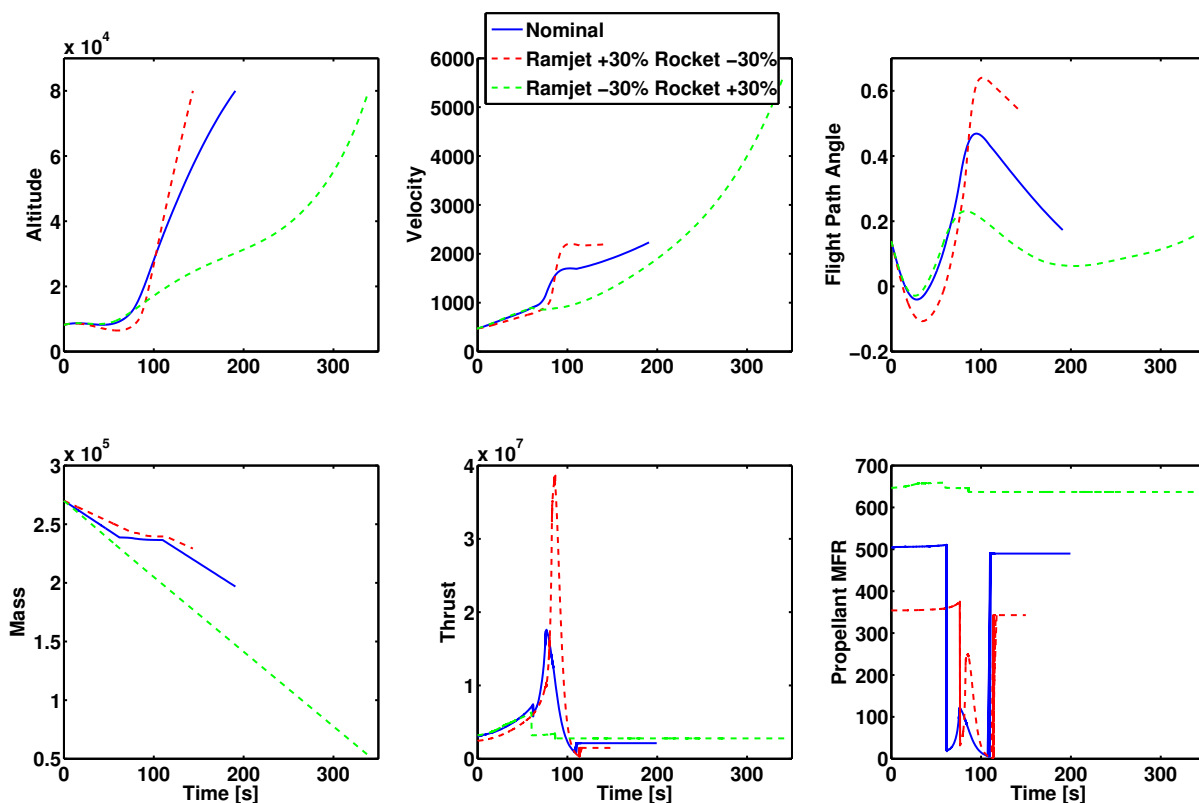 Nominal
Ramjet +30% Rocket −30%
Ramjet −30% Rocket +30%
x 10^4
8
6
4
2
0
0 100 200 300
Altitude
6000
5000
4000
3000
2000
1000
0
0 100 200 300
Velocity
0.6
0.4
0.2
0
−0.2
0 100 200 300
Flight Path Angle
x 10^5
3
2.5
2
1.5
1
0.5
0 100 200 300
Mass
Time [s]
x 10^7
4
3
2
1
0
0 100 200 300
Thrust
Time [s]
700
600
500
400
300
200
100
0
0 100 200 300
Propellant MFR
Time [s]